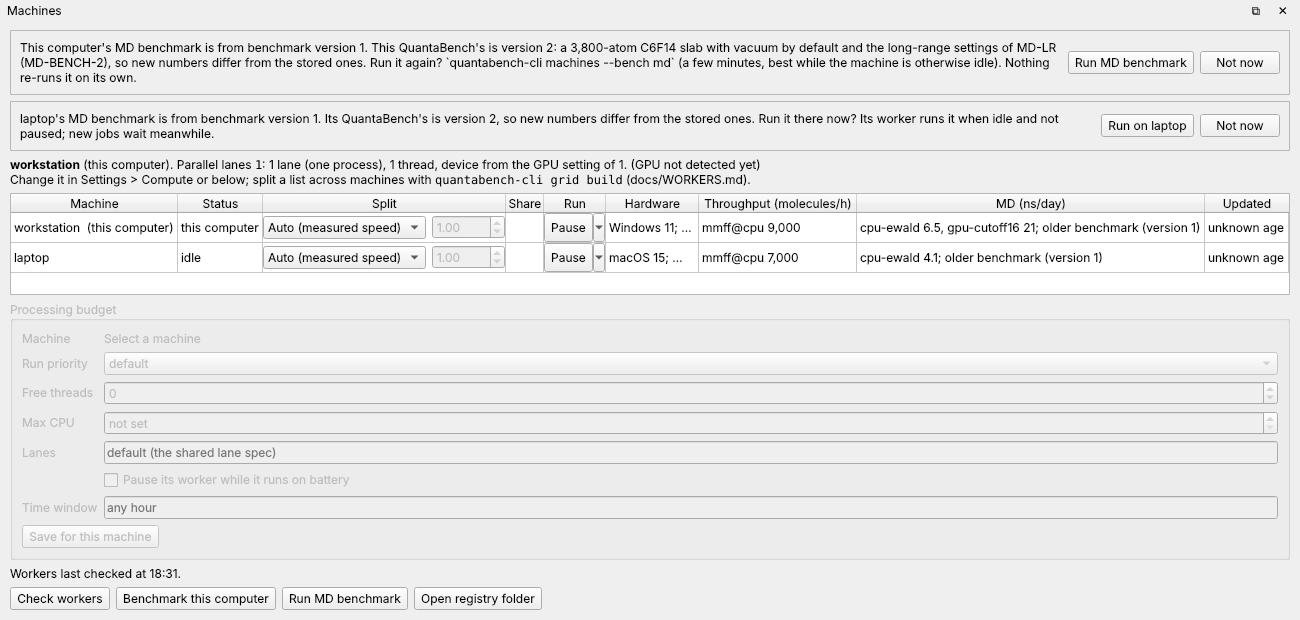 Machines
This computer's MD benchmark is from benchmark version 1. This QuantaBench's is version 2: a 3,800-atom C6F14 slab with vacuum by default and the long-range settings of MD-LR
(MD-BENCH-2), so new numbers differ from the stored ones. Run it again? `quantabench-cli machines --bench md` (a few minutes, best while the machine is otherwise idle). Nothing
re-runs it on its own.
Run MD benchmark
Not now
laptop's MD benchmark is from benchmark version 1. Its QuantaBench's is version 2, so new numbers differ from the stored ones. Run it there now? Its worker runs it when idle and not
paused; new jobs wait meanwhile.
Run on laptop
Not now
workstation (this computer). Parallel lanes 1: 1 lane (one process), 1 thread, device from the GPU setting of 1. (GPU not detected yet)
Change it in Settings > Compute or below; split a list across machines with quantabench-cli grid build (docs/WORKERS.md).
Machine Status Split Share Run Hardware Throughput (molecules/h) MD (ns/day) Updated
workstation (this computer) this computer Auto (measured speed) 1.00 Pause Windows 11; ... mmff@cpu 9,000 cpu-ewald 6.5, gpu-cutoff16 21; older benchmark (version 1) unknown age
laptop idle Auto (measured speed) 1.00 Pause macOS 15; ... mmff@cpu 7,000 cpu-ewald 4.1; older benchmark (version 1) unknown age
Processing budget
Machine Select a machine
Run priority default
Free threads 0
Max CPU not set
Lanes default (the shared lane spec)
Pause its worker while it runs on battery
Time window any hour
Save for this machine
Workers last checked at 18:31.
Check workers Benchmark this computer Run MD benchmark Open registry folder